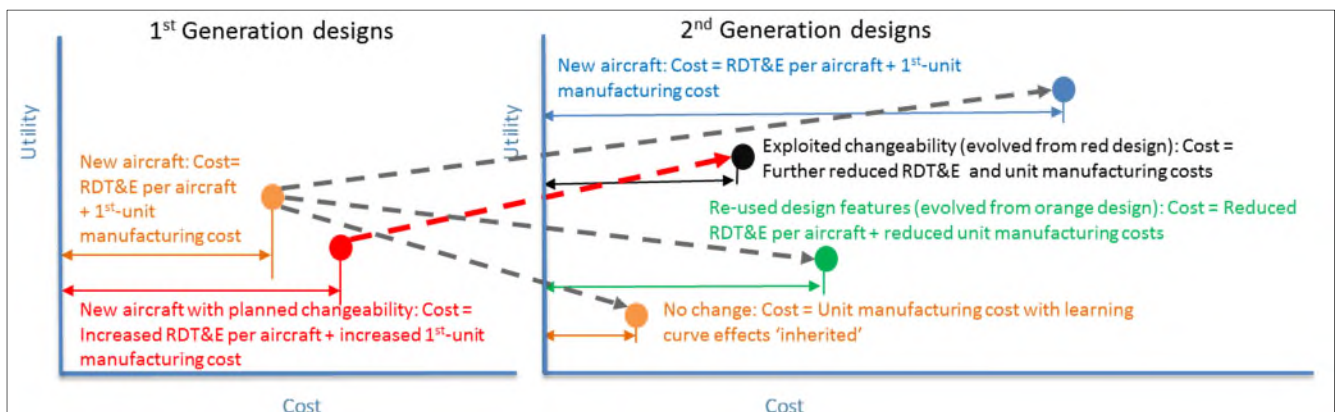 1st Generation designs
Utility
New aircraft: Cost=
RDT&E per aircraft
+ 1st-unit
manufacturing cost
New aircraft with planned changeability: Cost =
Increased RDT&E per aircraft + increased 1st-unit
manufacturing cost
Cost
2nd Generation designs
Utility
New aircraft: Cost = RDT&E per aircraft + 1st-unit
manufacturing cost
Exploited changeability (evolved from red design): Cost =
Further reduced RDT&E and unit manufacturing costs
Re-used design features (evolved from orange design): Cost = Reduced
RDT&E per aircraft + reduced unit manufacturing costs
No change: Cost = Unit manufacturing cost with learning
curve effects ‘inherited’
Cost